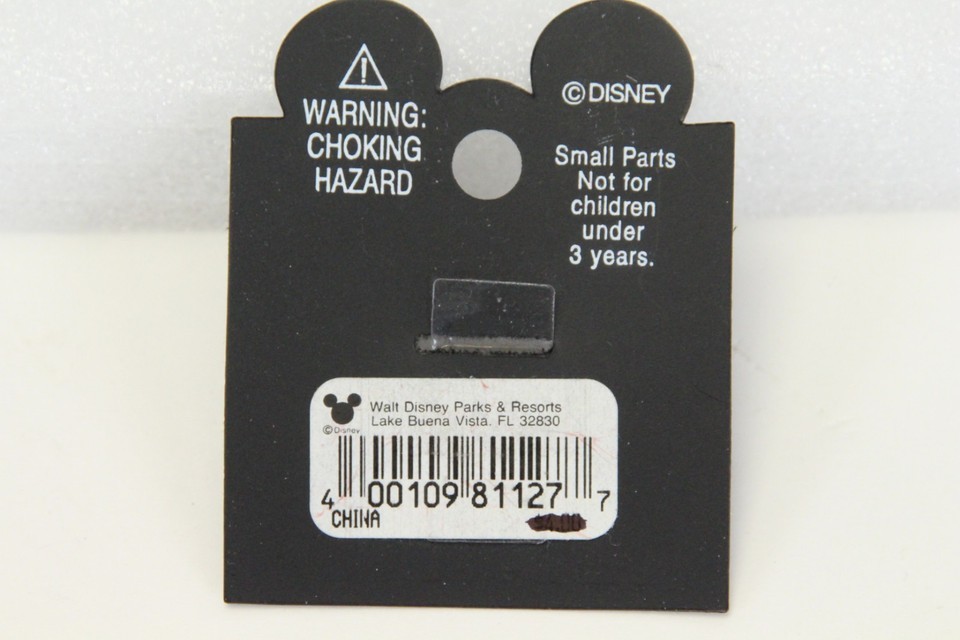 WARNING:
CHOKING
HAZARD
©DISNEY
Small Parts
Not for
children
under
3 years.
Walt Disney Parks & Resorts
Lake Buena Vista. FL 32830
©Disney
4 00109 81127 7
CHINA